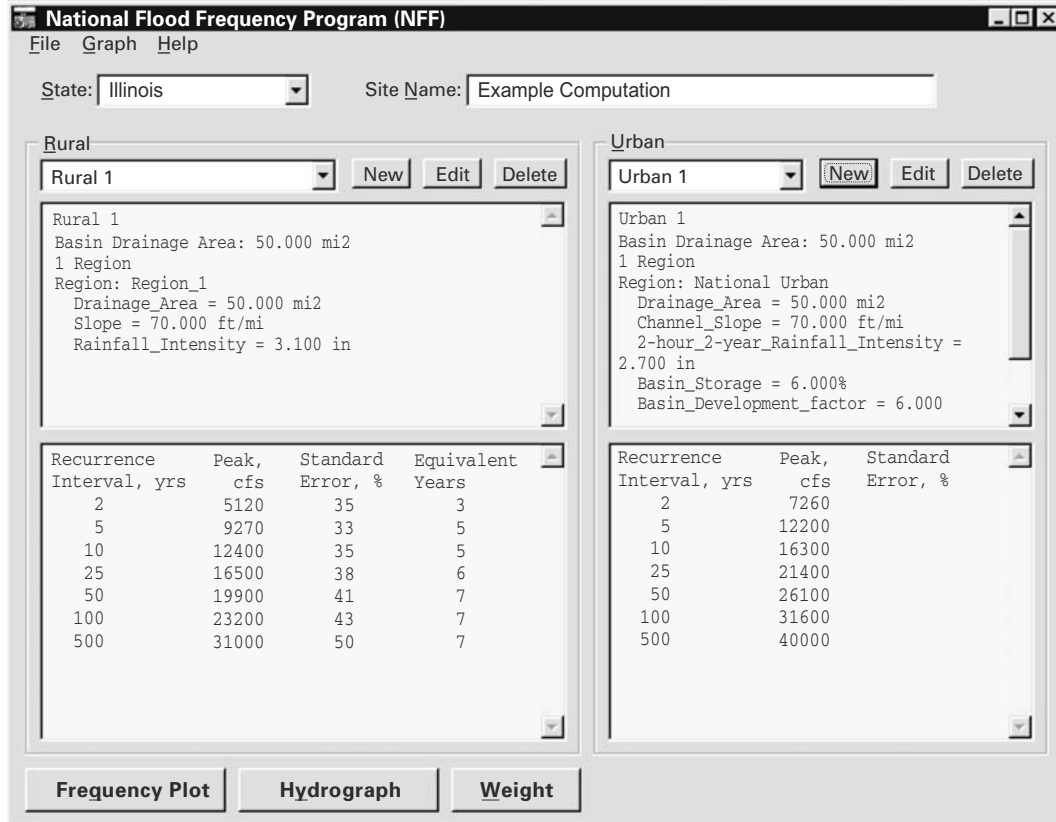 National Flood Frequency Program (NFF)
File Graph Help
State: Illinois Site Name: Example Computation
Rural
Rural 1 New Edit Delete
Rural 1
Basin Drainage Area: 50.000 mi2
1 Region
Region: Region_1
Drainage_Area = 50.000 mi2
Slope = 70.000 ft/mi
Rainfall_Intensity = 3.100 in
Recurrence Peak, Standard Equivalent
Interval, yrs cfs Error, % Years
2 5120 35 3
5 9270 33 5
10 12400 35 5
25 16500 38 6
50 19900 41 7
100 23200 43 7
500 31000 50 7
Urban
Urban 1 New Edit Delete
Urban 1
Basin Drainage Area: 50.000 mi2
1 Region
Region: National Urban
Drainage_Area = 50.000 mi2
Channel_Slope = 70.000 ft/mi
2-hour_2-year_Rainfall_Intensity =
2.700 in
Basin_Storage = 6.000%
Basin_Development_factor = 6.000
Recurrence Peak, Standard
Interval, yrs cfs Error, %
2 7260
5 12200
10 16300
25 21400
50 26100
100 31600
500 40000
Frequency Plot Hydrograph Weight